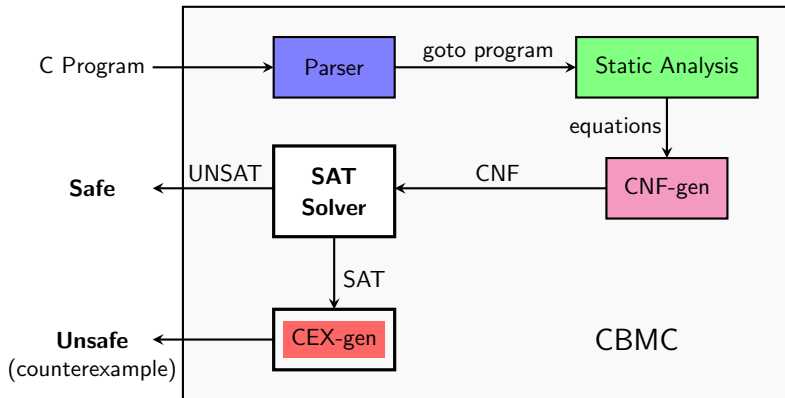 C Program
Parser
goto program
Static Analysis
equations
Safe
UNSAT
SAT
Solver
CNF
CNF-gen
SAT
Unsafe
(counterexample)
CEX-gen
CBMC